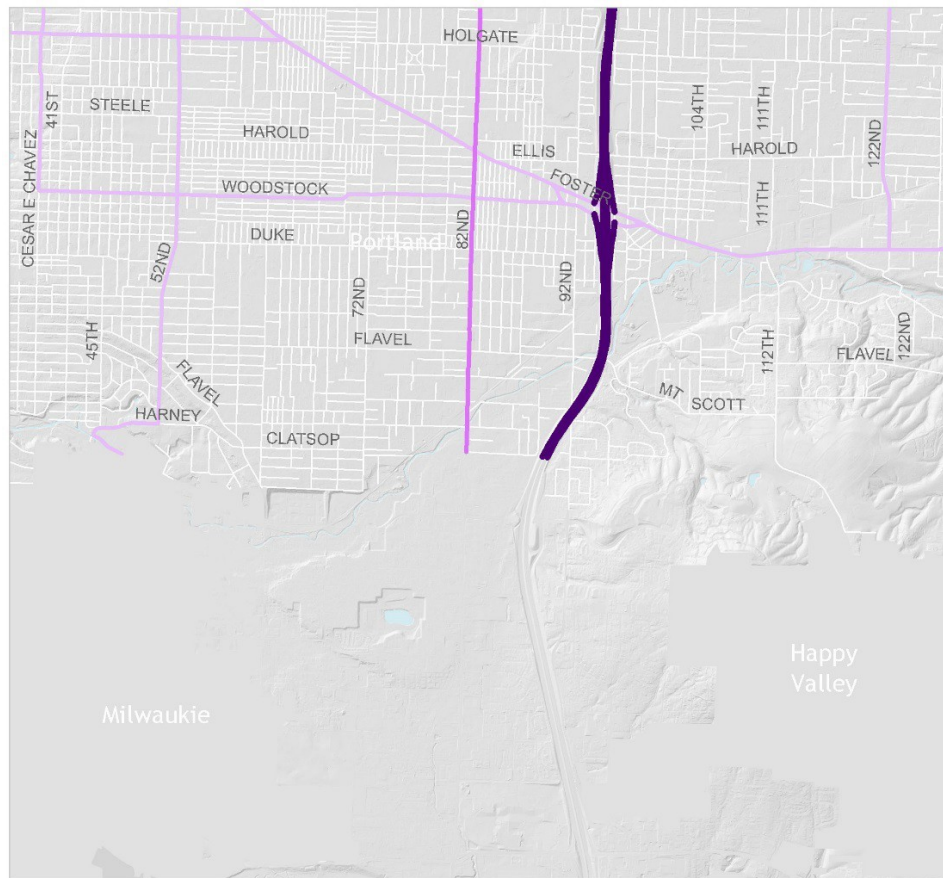 HOLGATE
STEELE
41ST
104TH
111TH
HAROLD
ELLIS
HAROLD
122ND
CESAR E CHAVEZ
WOODSTOCK
FOSTER
111TH
DUKE
Portland
82ND
52ND
92ND
72ND
45TH
FLAVEL
112TH
FLAVEL
122ND
FLAVEL
MT SCOTT
HARNEY
CLATSOP
Happy
Valley
Milwaukie